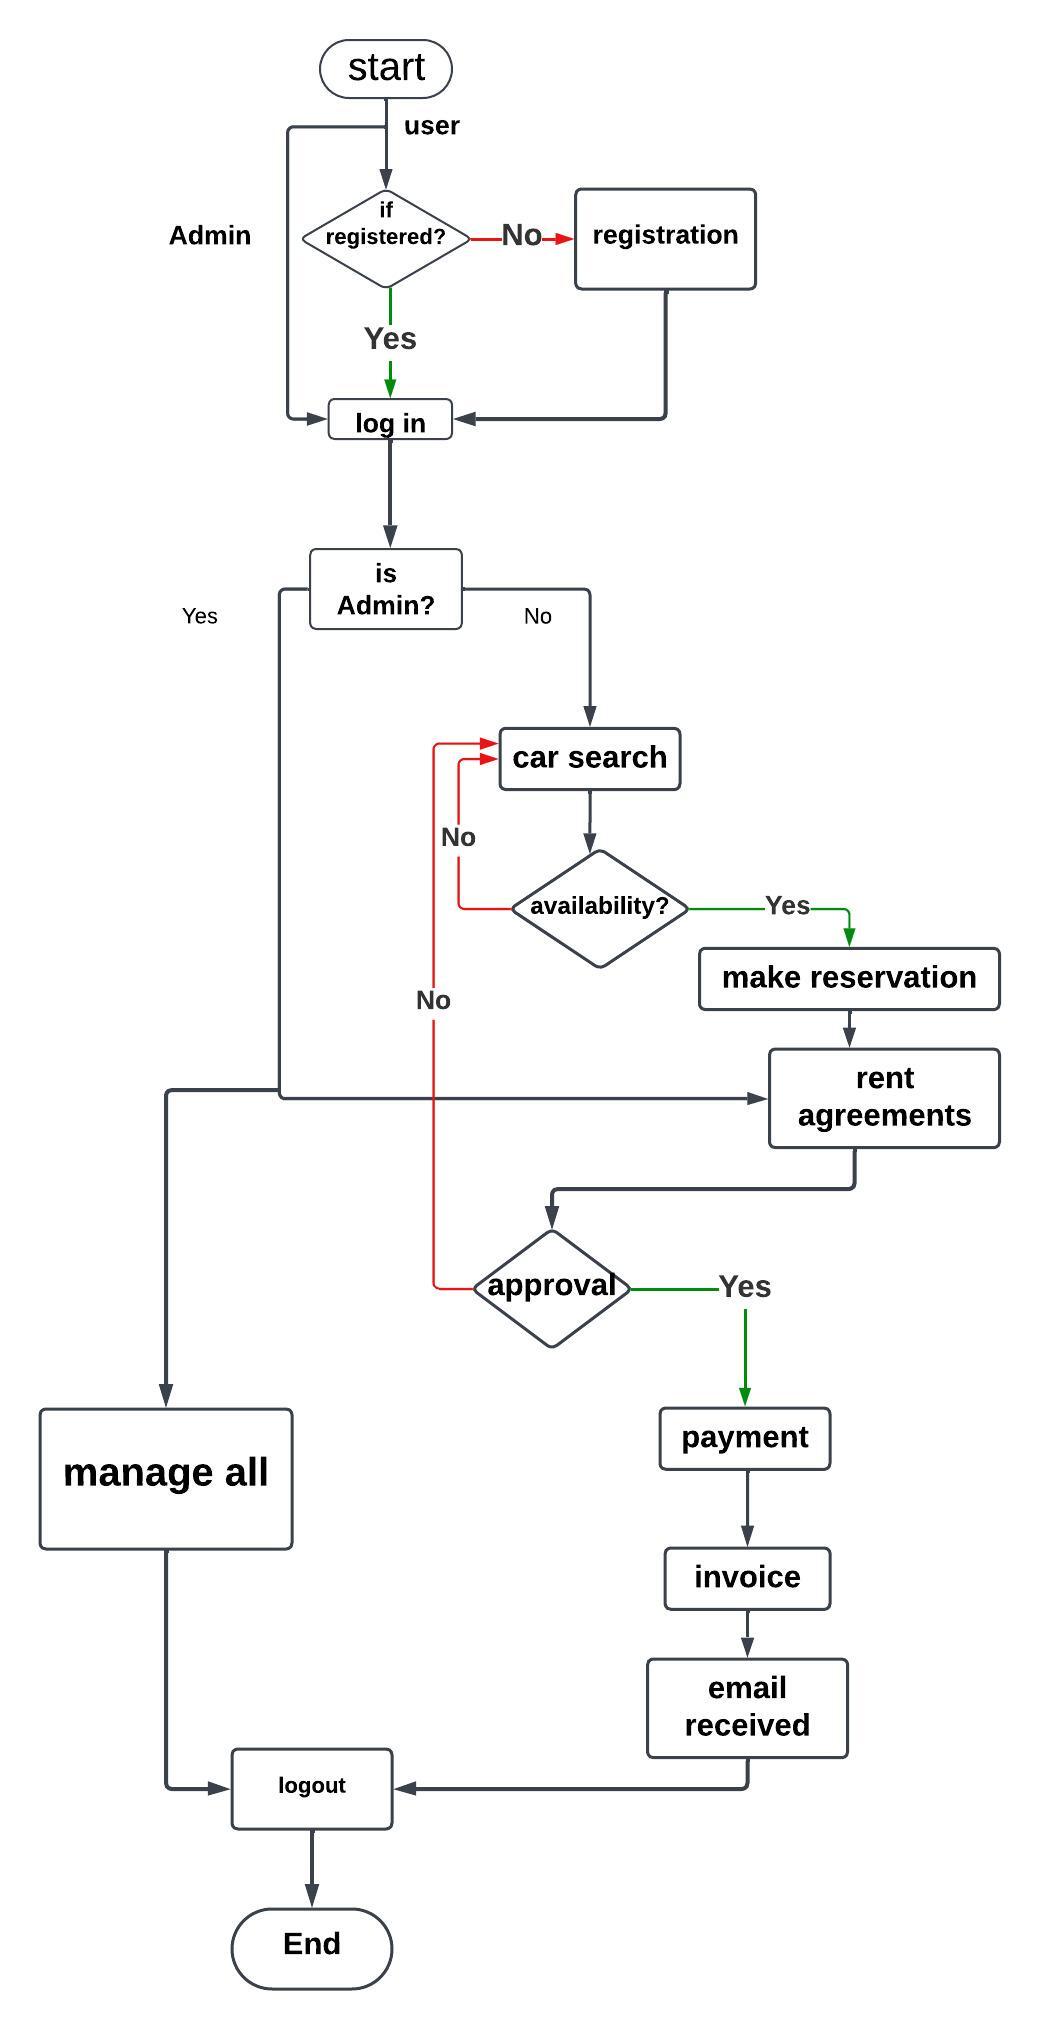 start
user
if
registered?
No
registration
Admin
Yes
log in
is
Admin?
Yes
No
car search
No
availability?
Yes
make reservation
No
rent
agreements
approval
Yes
payment
manage all
invoice
email
received
logout
End